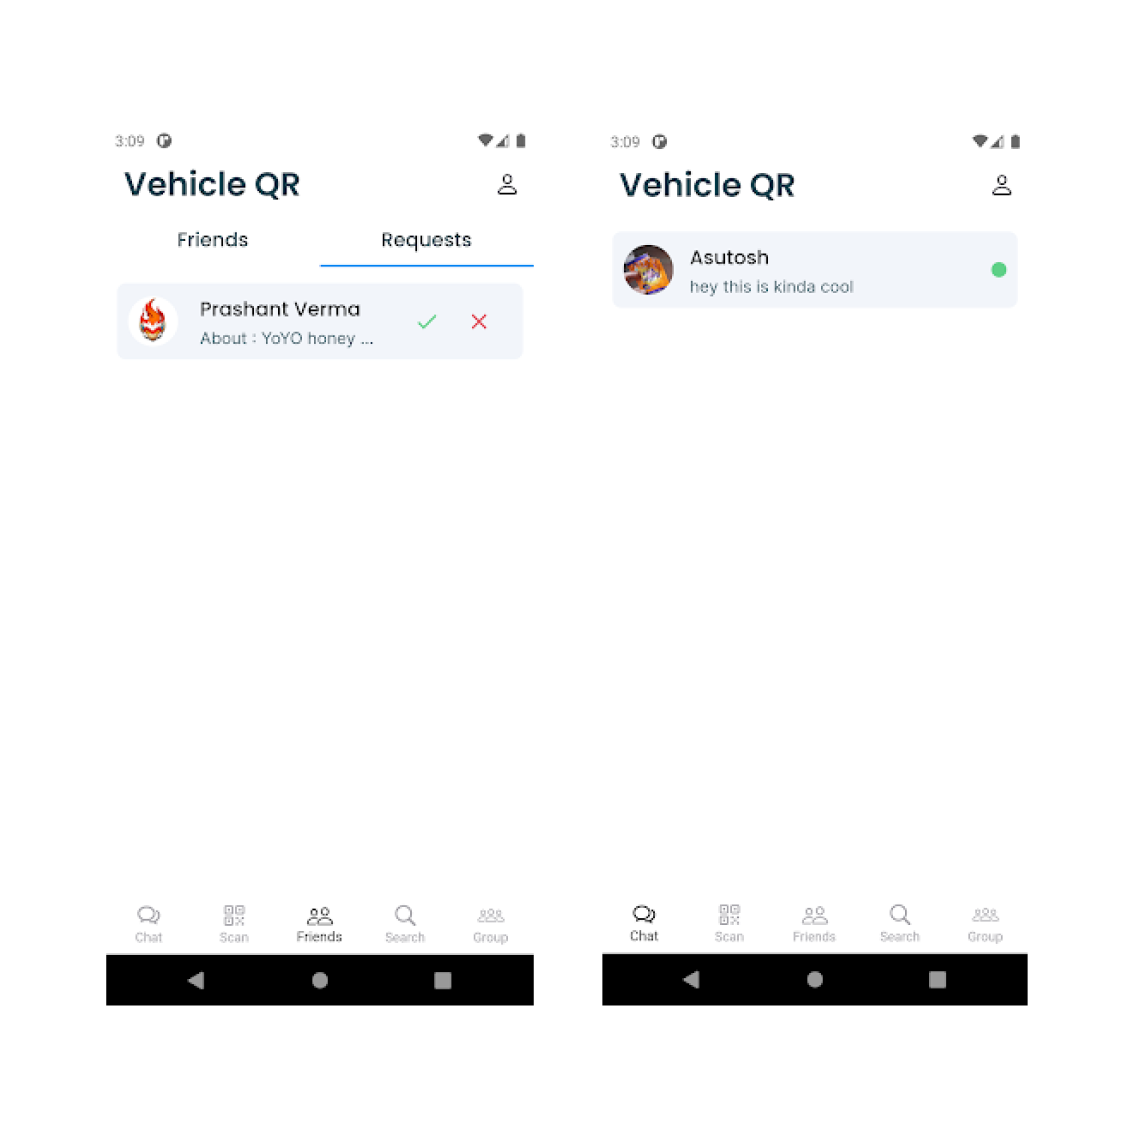 3:09
Vehicle QR
Friends Requests
Prashant Verma
About : YoYO honey ...
Chat Scan Friends Search Group
3:09
Vehicle QR
Asutosh
hey this is kinda cool
Chat Scan Friends Search Group